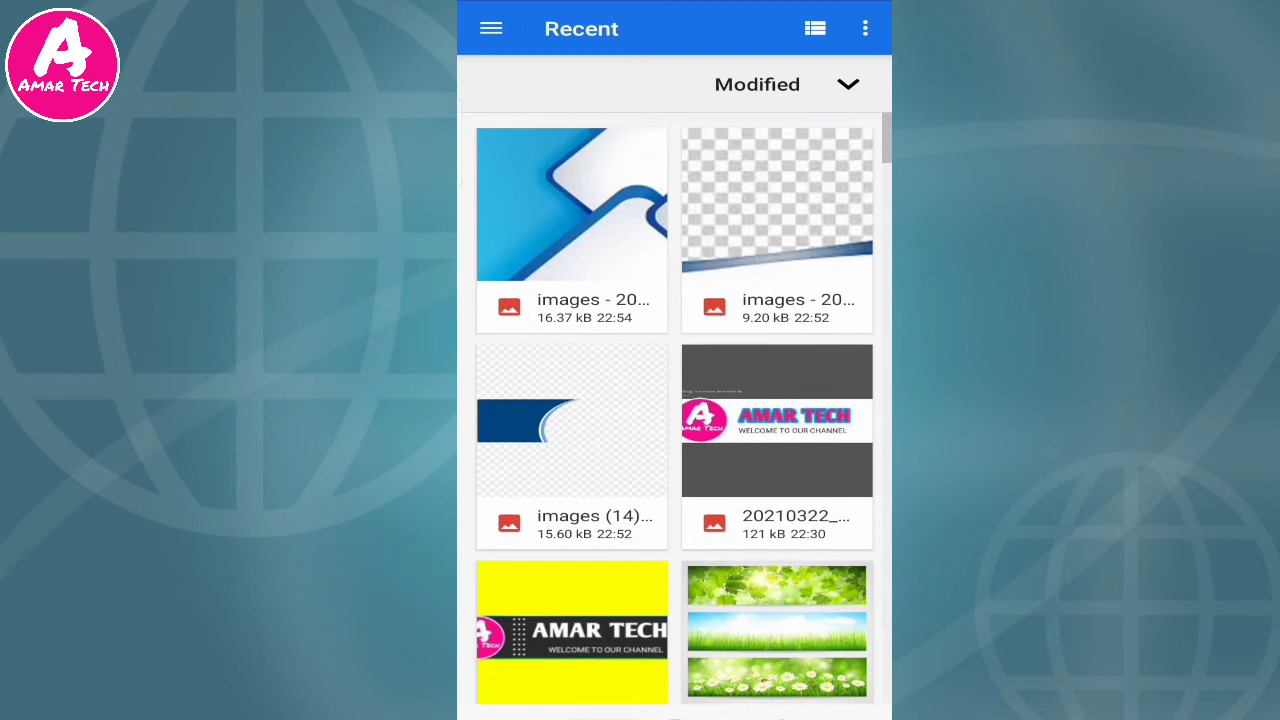 A
AMAR TECH
Recent
Modified
images - 20...
16.37 kB 22:54
images - 20...
9.20 kB 22:52
images (14)...
15.60 kB 22:52
A
AMAR TECH
AMAR TECH
WELCOME TO OUR CHANNEL
20210322_...
121 kB 22:30
AMAR TECH
WELCOME TO OUR CHANNEL